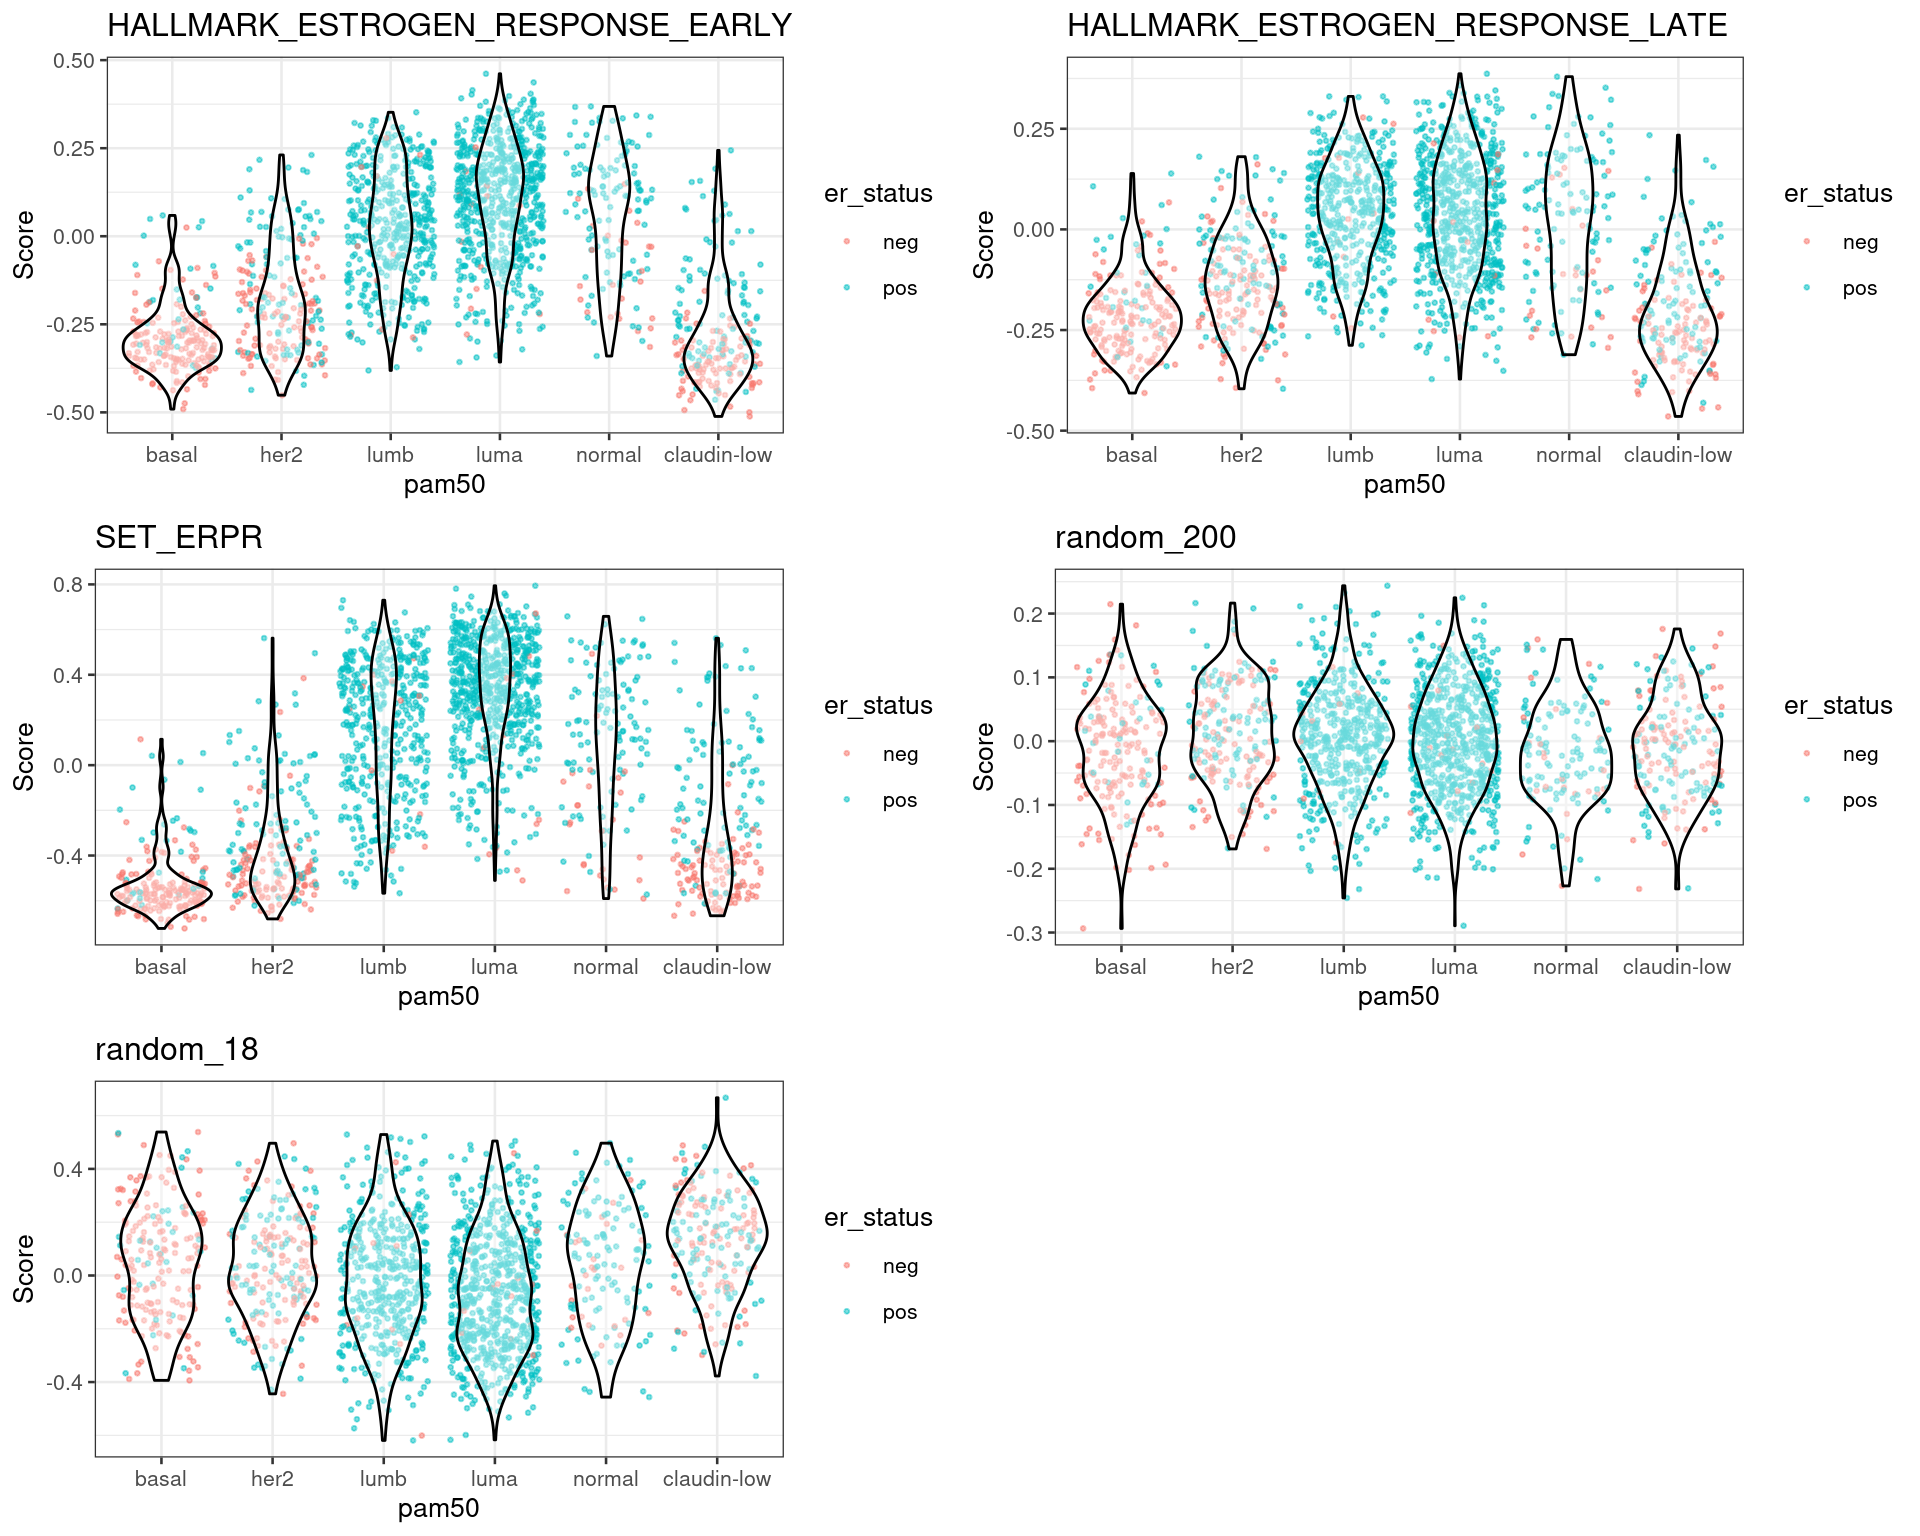 HALLMARK_ESTROGEN_RESPONSE_EARLY
0.50
0.25
0.00
-0.25
-0.50
Score
basal her2 lumb luma normal claudin-low
pam50
er_status
neg
pos
HALLMARK_ESTROGEN_RESPONSE_LATE
0.25
0.00
-0.25
-0.50
Score
basal her2 lumb luma normal claudin-low
pam50
er_status
neg
pos
SET_ERPR
0.8
0.4
0.0
-0.4
Score
basal her2 lumb luma normal claudin-low
pam50
er_status
neg
pos
random_200
0.2
0.1
0.0
-0.1
-0.2
-0.3
Score
basal her2 lumb luma normal claudin-low
pam50
er_status
neg
pos
random_18
0.4
0.0
-0.4
Score
basal her2 lumb luma normal claudin-low
pam50
er_status
neg
pos